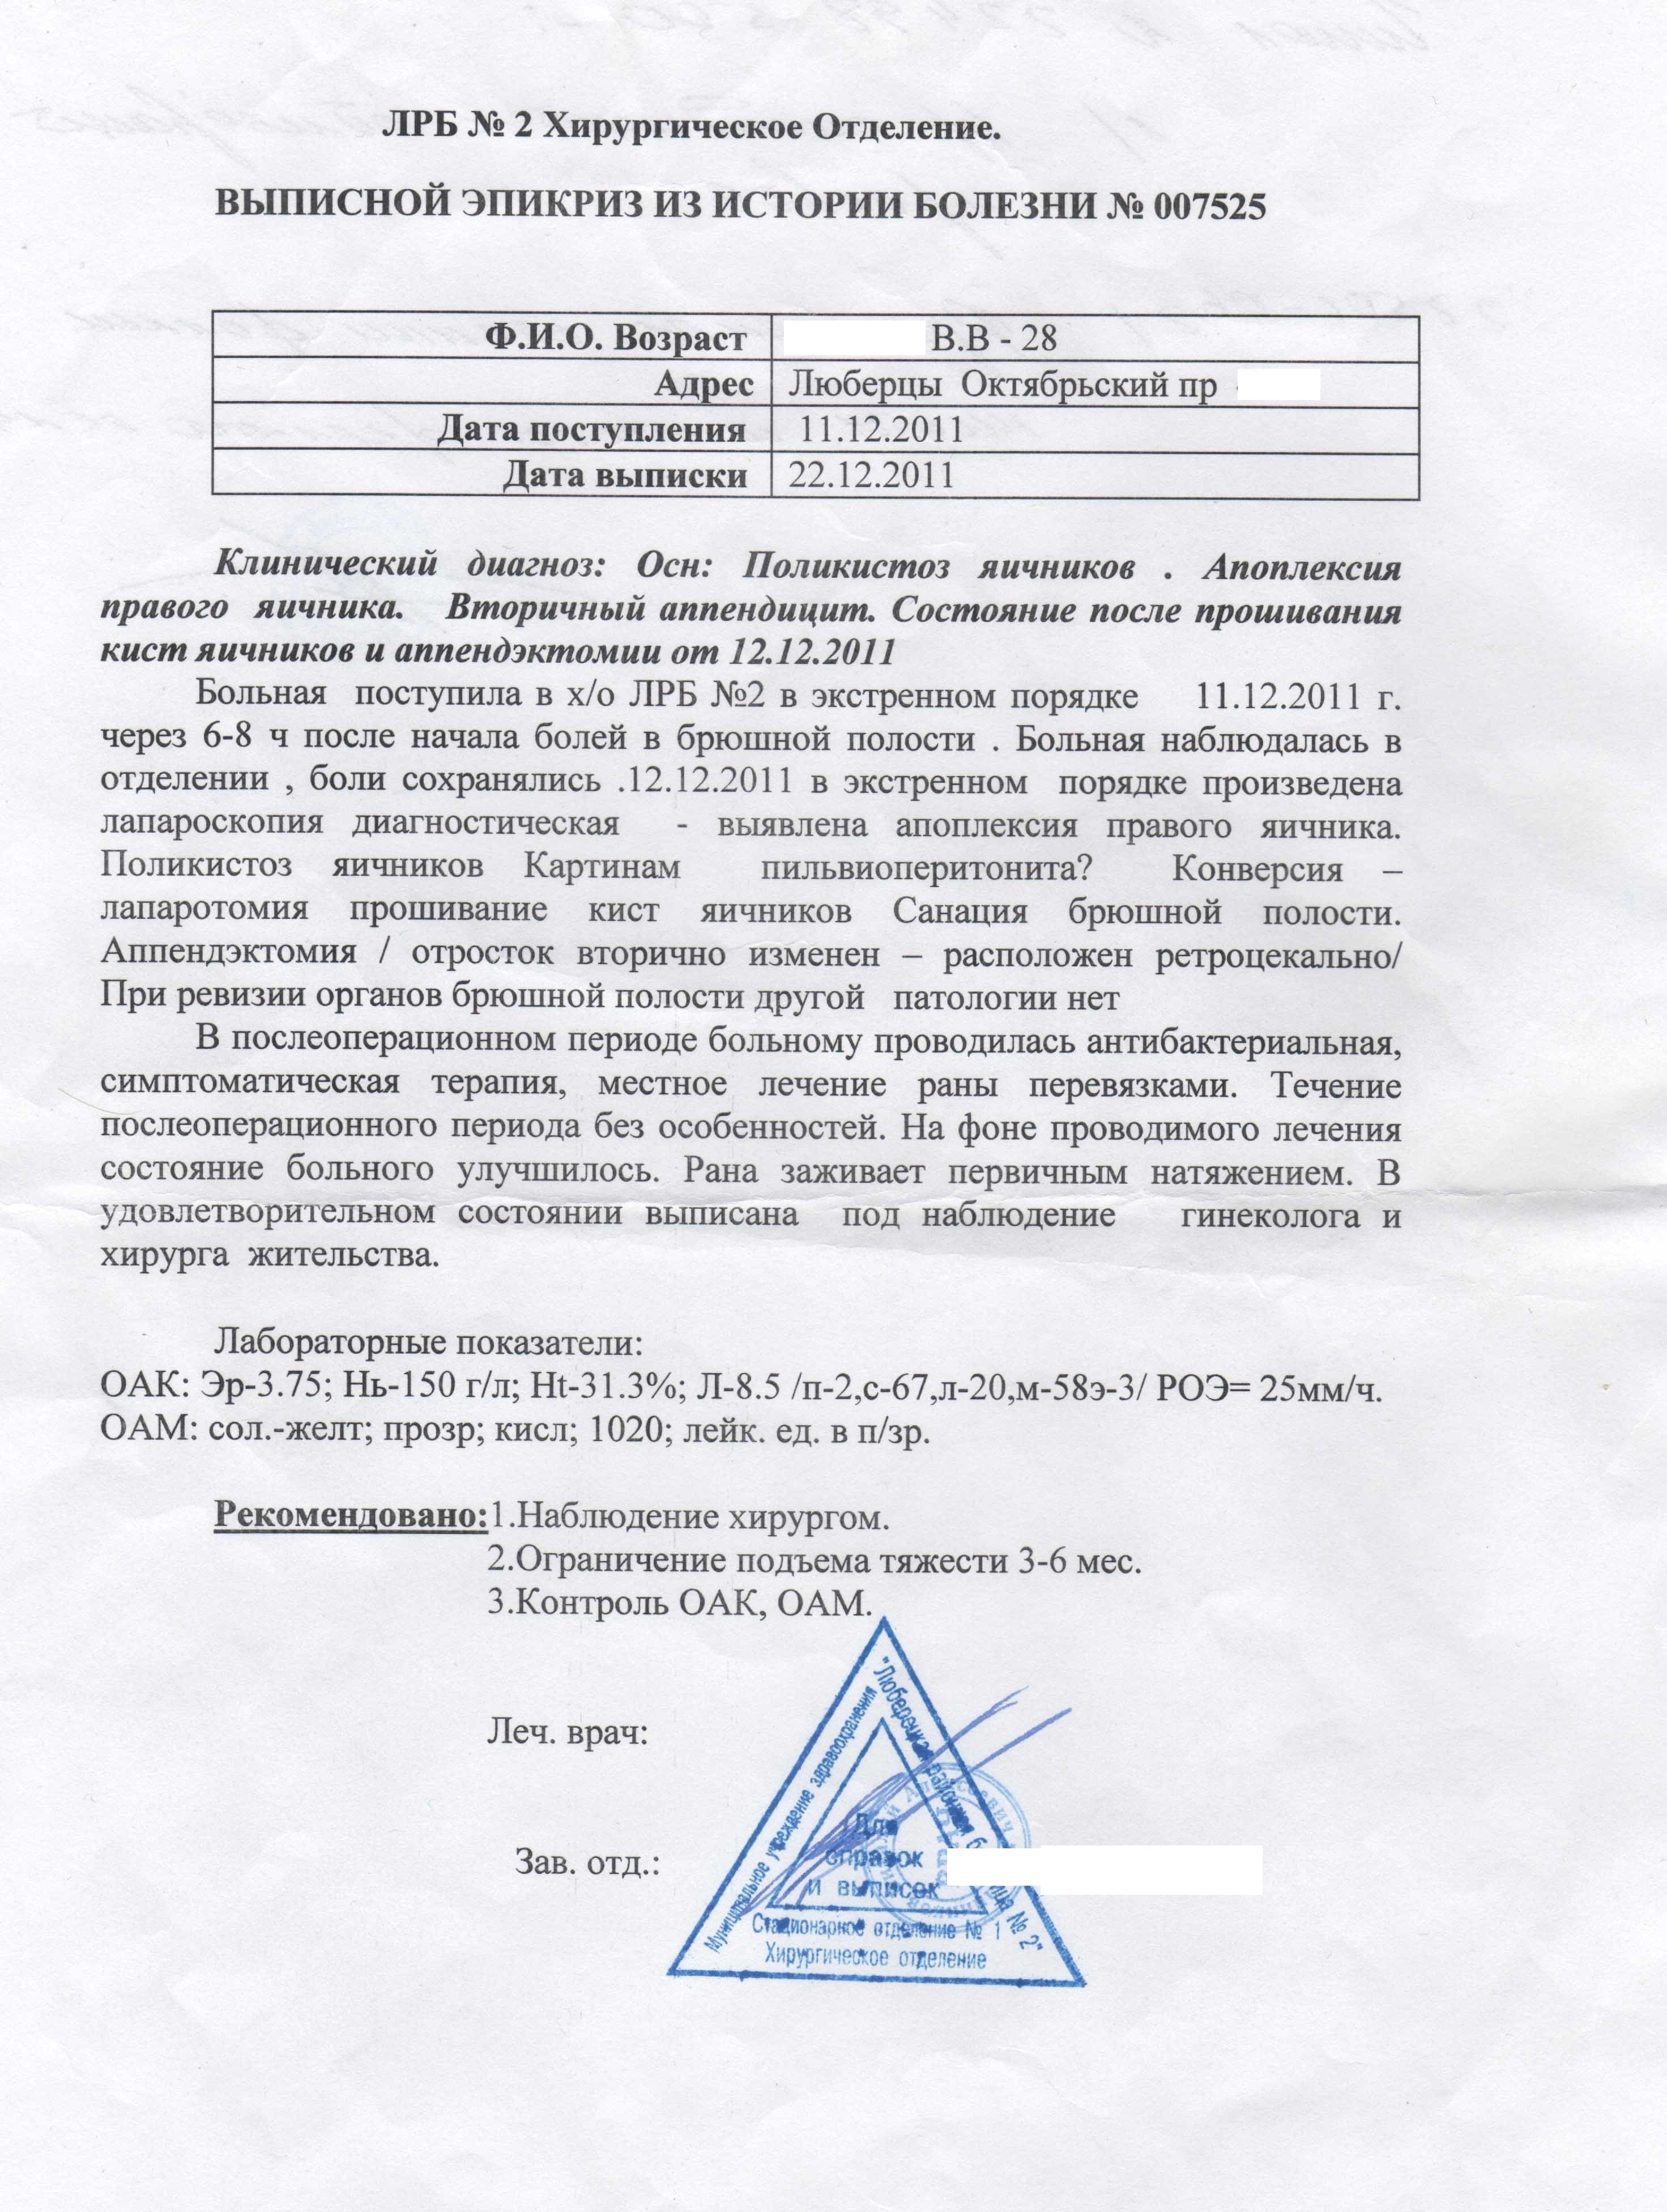 ЛРБ № 2 Хирургическое Отделение.
ВЫПИСНОЙ ЭПИКРИЗ ИЗ ИСТОРИИ БОЛЕЗНИ № 007525
Ф.И.О. Возраст В.В - 28
Адрес Люберцы Октябрьский пр
Дата поступления 11.12.2011
Дата выписки 22.12.2011
Клинический диагноз: Осн: Поликистоз яичников . Апоплексия
правого яичника. Вторичный аппендицит. Состояние после прошивания
кист яичников и аппендэктомии от 12.12.2011
Больная поступила в х/о ЛРБ №2 в экстренном порядке 11.12.2011 г.
через 6-8 ч после начала болей в брюшной полости . Больная наблюдалась в
отделении , боли сохранялись .12.12.2011 в экстренном порядке произведена
лапароскопия диагностическая - выявлена апоплексия правого яичника.
Поликистоз яичников Картинам пильвиоперитонита? Конверсия –
лапаротомия прошивание кист яичников Санация брюшной полости.
Аппендэктомия / отросток вторично изменен – расположен ретроцекально/
При ревизии органов брюшной полости другой патологии нет
В послеоперационном периоде больному проводилась антибактериальная,
симптоматическая терапия, местное лечение раны перевязками. Течение
послеоперационного периода без особенностей. На фоне проводимого лечения
состояние больного улучшилось. Рана заживает первичным натяжением. В
удовлетворительном состоянии выписана под наблюдение гинеколога и
хирурга жительства.
Лабораторные показатели:
ОАК: Эр-3.75; Нь-150 г/л; Ht-31.3%; Л-8.5 /п-2,с-67,л-20,м-58э-3/ РОЭ= 25мм/ч.
ОАМ: сол.-желт; прозр; кисл; 1020; лейк. ед. в п/зр.
Рекомендовано:1.Наблюдение хирургом.
2.Ограничение подъема тяжести 3-6 мес.
3.Контроль ОАК, ОАМ.
Леч. врач:
Зав. отд.:
Муниципальное учреждение здравоохранения
"Люберецкая районная
№ 2"
Для
справок
и выписок
Стационарное отделение № 1
Хирургическое отделение